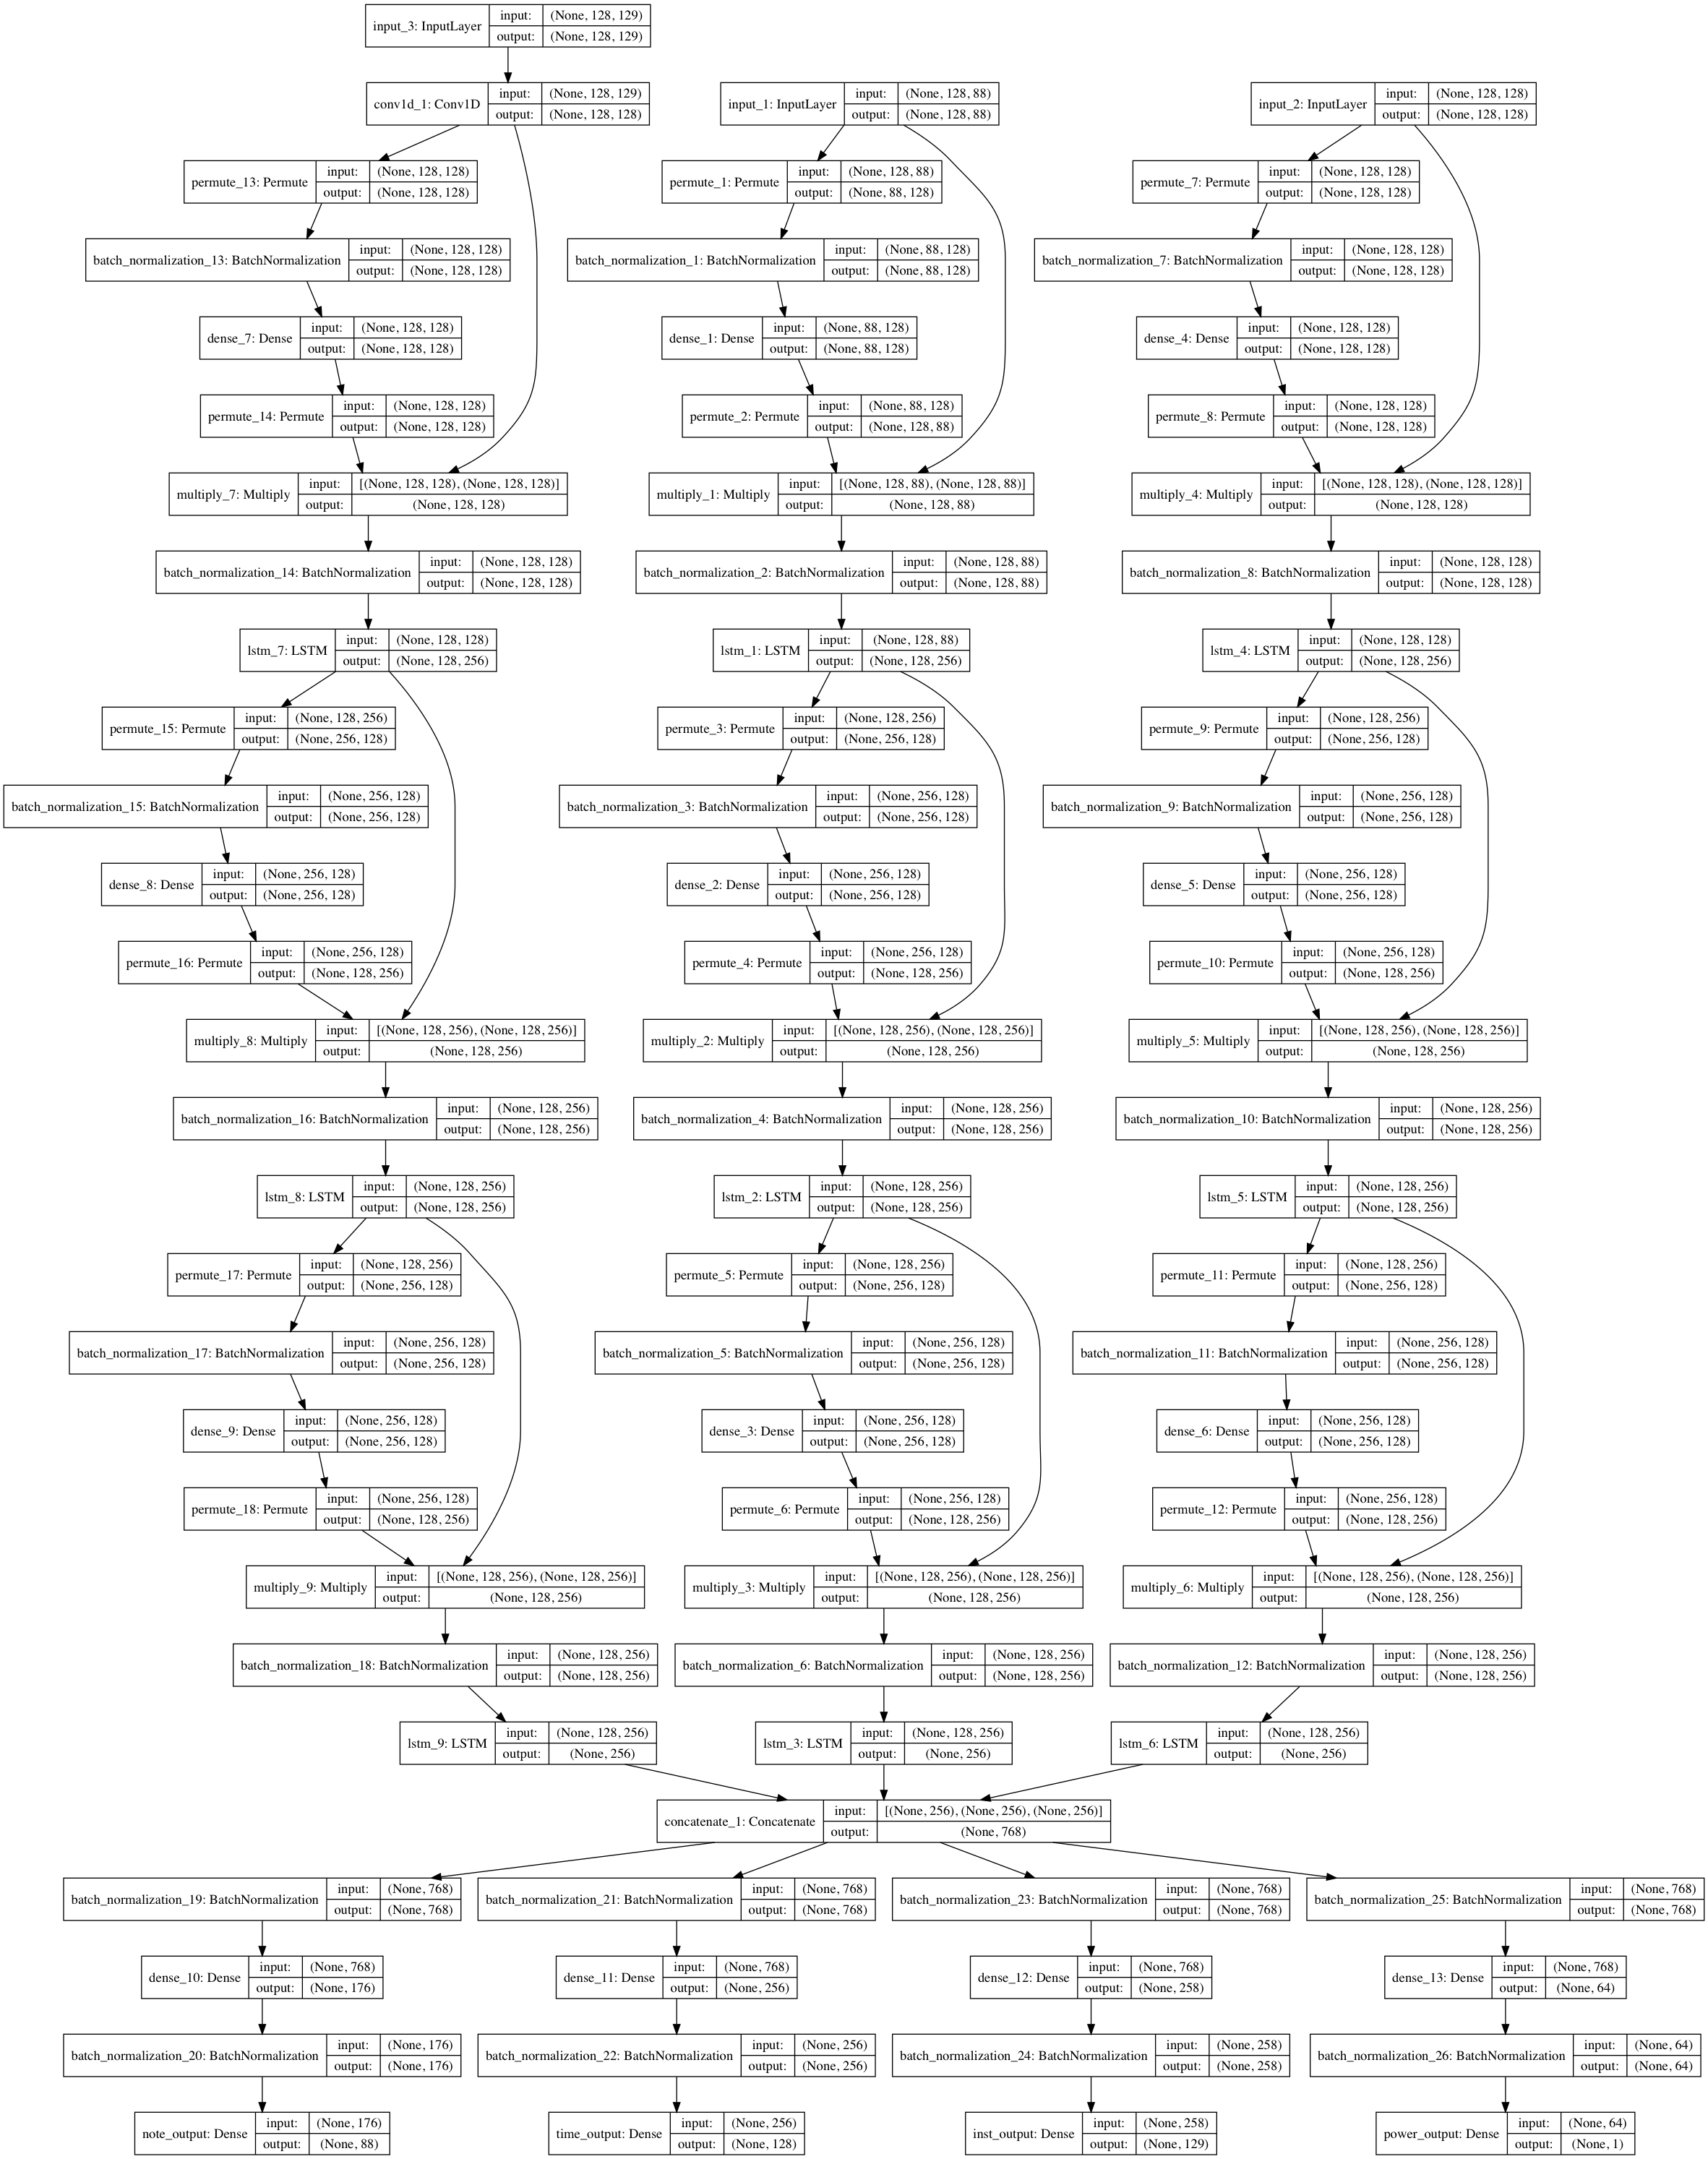 input_3: InputLayer input: (None, 128, 129)
output: (None, 128, 129)
conv1d_1: Conv1D input: (None, 128, 129)
output: (None, 128, 128)
input_1: InputLayer input: (None, 128, 88)
output: (None, 128, 88)
input_2: InputLayer input: (None, 128, 128)
output: (None, 128, 128)
permute_13: Permute input: (None, 128, 128)
output: (None, 128, 128)
permute_1: Permute input: (None, 128, 88)
output: (None, 88, 128)
permute_7: Permute input: (None, 128, 128)
output: (None, 128, 128)
batch_normalization_13: BatchNormalization input: (None, 128, 128)
output: (None, 128, 128)
batch_normalization_1: BatchNormalization input: (None, 88, 128)
output: (None, 88, 128)
batch_normalization_7: BatchNormalization input: (None, 128, 128)
output: (None, 128, 128)
dense_7: Dense input: (None, 128, 128)
output: (None, 128, 128)
dense_1: Dense input: (None, 88, 128)
output: (None, 88, 128)
dense_4: Dense input: (None, 128, 128)
output: (None, 128, 128)
permute_14: Permute input: (None, 128, 128)
output: (None, 128, 128)
permute_2: Permute input: (None, 88, 128)
output: (None, 128, 88)
permute_8: Permute input: (None, 128, 128)
output: (None, 128, 128)
multiply_7: Multiply input: [(None, 128, 128), (None, 128, 128)]
output: (None, 128, 128)
multiply_1: Multiply input: [(None, 128, 88), (None, 128, 88)]
output: (None, 128, 88)
multiply_4: Multiply input: [(None, 128, 128), (None, 128, 128)]
output: (None, 128, 128)
batch_normalization_14: BatchNormalization input: (None, 128, 128)
output: (None, 128, 128)
batch_normalization_2: BatchNormalization input: (None, 128, 88)
output: (None, 128, 88)
batch_normalization_8: BatchNormalization input: (None, 128, 128)
output: (None, 128, 128)
lstm_7: LSTM input: (None, 128, 128)
output: (None, 128, 256)
lstm_1: LSTM input: (None, 128, 88)
output: (None, 128, 256)
lstm_4: LSTM input: (None, 128, 128)
output: (None, 128, 256)
permute_15: Permute input: (None, 128, 256)
output: (None, 256, 128)
permute_3: Permute input: (None, 128, 256)
output: (None, 256, 128)
permute_9: Permute input: (None, 128, 256)
output: (None, 256, 128)
batch_normalization_15: BatchNormalization input: (None, 256, 128)
output: (None, 256, 128)
batch_normalization_3: BatchNormalization input: (None, 256, 128)
output: (None, 256, 128)
batch_normalization_9: BatchNormalization input: (None, 256, 128)
output: (None, 256, 128)
dense_8: Dense input: (None, 256, 128)
output: (None, 256, 128)
dense_2: Dense input: (None, 256, 128)
output: (None, 256, 128)
dense_5: Dense input: (None, 256, 128)
output: (None, 256, 128)
permute_16: Permute input: (None, 256, 128)
output: (None, 128, 256)
permute_4: Permute input: (None, 256, 128)
output: (None, 128, 256)
permute_10: Permute input: (None, 256, 128)
output: (None, 128, 256)
multiply_8: Multiply input: [(None, 128, 256), (None, 128, 256)]
output: (None, 128, 256)
multiply_2: Multiply input: [(None, 128, 256), (None, 128, 256)]
output: (None, 128, 256)
multiply_5: Multiply input: [(None, 128, 256), (None, 128, 256)]
output: (None, 128, 256)
batch_normalization_16: BatchNormalization input: (None, 128, 256)
output: (None, 128, 256)
batch_normalization_4: BatchNormalization input: (None, 128, 256)
output: (None, 128, 256)
batch_normalization_10: BatchNormalization input: (None, 128, 256)
output: (None, 128, 256)
lstm_8: LSTM input: (None, 128, 256)
output: (None, 128, 256)
lstm_2: LSTM input: (None, 128, 256)
output: (None, 128, 256)
lstm_5: LSTM input: (None, 128, 256)
output: (None, 128, 256)
permute_17: Permute input: (None, 128, 256)
output: (None, 256, 128)
permute_5: Permute input: (None, 128, 256)
output: (None, 256, 128)
permute_11: Permute input: (None, 128, 256)
output: (None, 256, 128)
batch_normalization_17: BatchNormalization input: (None, 256, 128)
output: (None, 256, 128)
batch_normalization_5: BatchNormalization input: (None, 256, 128)
output: (None, 256, 128)
batch_normalization_11: BatchNormalization input: (None, 256, 128)
output: (None, 256, 128)
dense_9: Dense input: (None, 256, 128)
output: (None, 256, 128)
dense_3: Dense input: (None, 256, 128)
output: (None, 256, 128)
dense_6: Dense input: (None, 256, 128)
output: (None, 256, 128)
permute_18: Permute input: (None, 256, 128)
output: (None, 128, 256)
permute_6: Permute input: (None, 256, 128)
output: (None, 128, 256)
permute_12: Permute input: (None, 256, 128)
output: (None, 128, 256)
multiply_9: Multiply input: [(None, 128, 256), (None, 128, 256)]
output: (None, 128, 256)
multiply_3: Multiply input: [(None, 128, 256), (None, 128, 256)]
output: (None, 128, 256)
multiply_6: Multiply input: [(None, 128, 256), (None, 128, 256)]
output: (None, 128, 256)
batch_normalization_18: BatchNormalization input: (None, 128, 256)
output: (None, 128, 256)
batch_normalization_6: BatchNormalization input: (None, 128, 256)
output: (None, 128, 256)
batch_normalization_12: BatchNormalization input: (None, 128, 256)
output: (None, 128, 256)
lstm_9: LSTM input: (None, 128, 256)
output: (None, 256)
lstm_3: LSTM input: (None, 128, 256)
output: (None, 256)
lstm_6: LSTM input: (None, 128, 256)
output: (None, 256)
concatenate_1: Concatenate input: [(None, 256), (None, 256), (None, 256)]
output: (None, 768)
batch_normalization_19: BatchNormalization input: (None, 768)
output: (None, 768)
batch_normalization_21: BatchNormalization input: (None, 768)
output: (None, 768)
batch_normalization_23: BatchNormalization input: (None, 768)
output: (None, 768)
batch_normalization_25: BatchNormalization input: (None, 768)
output: (None, 768)
dense_10: Dense input: (None, 768)
output: (None, 176)
dense_11: Dense input: (None, 768)
output: (None, 256)
dense_12: Dense input: (None, 768)
output: (None, 258)
dense_13: Dense input: (None, 768)
output: (None, 64)
batch_normalization_20: BatchNormalization input: (None, 176)
output: (None, 176)
batch_normalization_22: BatchNormalization input: (None, 256)
output: (None, 256)
batch_normalization_24: BatchNormalization input: (None, 258)
output: (None, 258)
batch_normalization_26: BatchNormalization input: (None, 64)
output: (None, 64)
note_output: Dense input: (None, 176)
output: (None, 88)
time_output: Dense input: (None, 256)
output: (None, 128)
inst_output: Dense input: (None, 258)
output: (None, 129)
power_output: Dense input: (None, 64)
output: (None, 1)